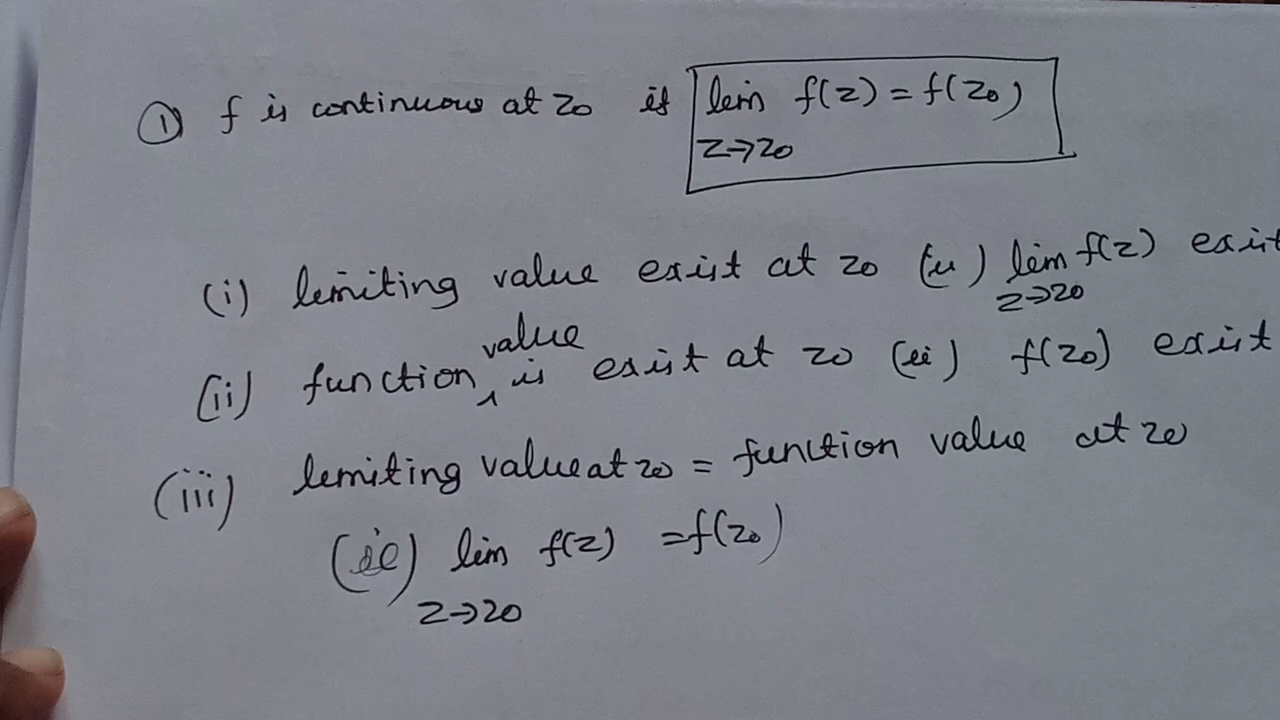 ① f is continuous at z0 if lim f(z) = f(z0)
z→z0
(i) limiting value exist at z0 (ie) lim f(z) exist
z→z0
value
(ii) function ‸ is exist at z0 (ie) f(z0) exist
(iii) limiting value at z0 = function value at z0
(ie) lim f(z) = f(z0)
z→z0